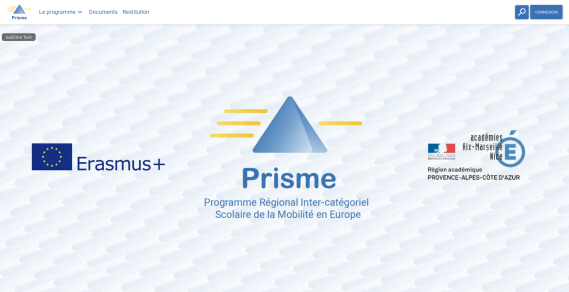 Prisme
Le programme Documents Restitution
CONNEXION
Sublime Text
Erasmus+
Prisme
Programme Régional Inter-catégoriel
Scolaire de la Mobilité en Europe
académies
Aix-Marseille
Nice
Région académique
PROVENCE-ALPES-CÔTE D'AZUR